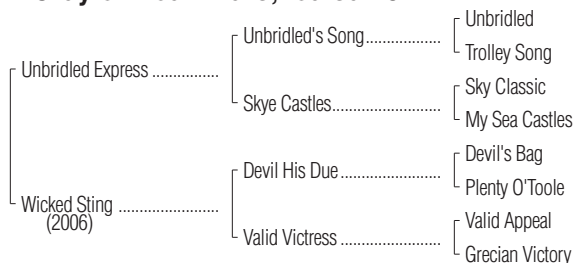 Unbridled
Unbridled's Song..................
Trolley Song
Unbridled Express ................
Sky Classic
Skye Castles..........................
My Sea Castles
Devil's Bag
Devil His Due ........................
Plenty O'Toole
Wicked Sting ........................
(2006)
Valid Appeal
Valid Victress ........................
Grecian Victory